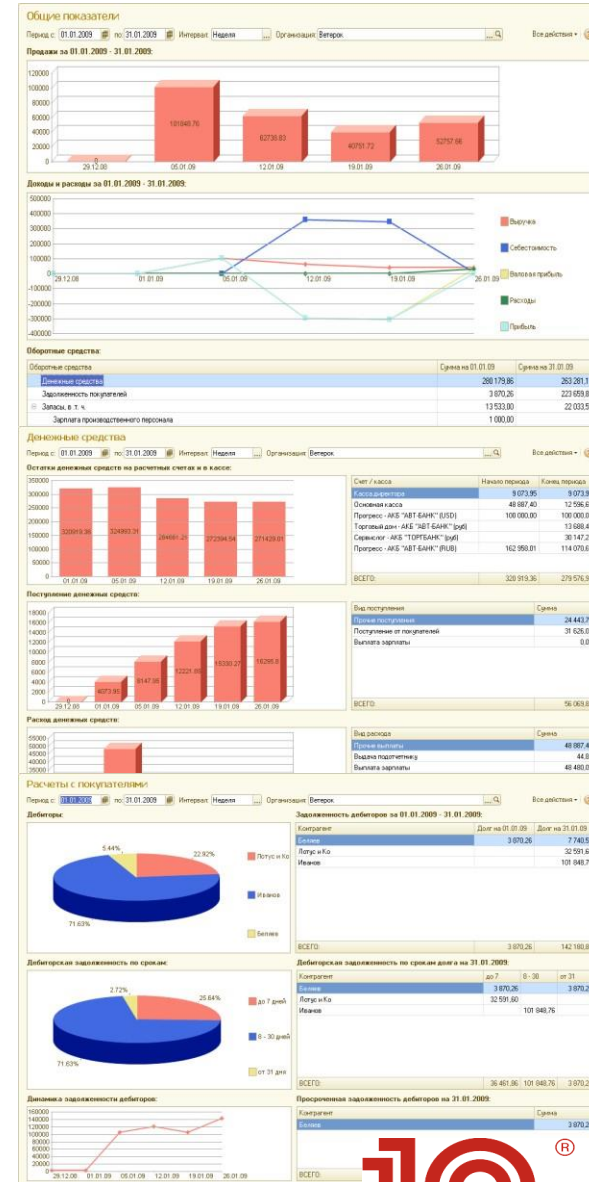 Общие показатели
Период с: 01.01.2009 по: 31.01.2009 Интервал: Неделя ... Организация: Ветерок ... Все действия
Продажи за 01.01.2009 - 31.01.2009:
120000
100000
80000
60000
40000
20000
0
101848.76
62739.83
40751.72
52757.66
0
29.12.08 05.01.09 12.01.09 19.01.09 26.01.09
Доходы и расходы за 01.01.2009 - 31.01.2009:
500000
400000
300000
200000
100000
0
-100000
-200000
-300000
-400000
29.12.08 01.01.09 05.01.09 12.01.09 19.01.09 26.01.09
Выручка
Себестоимость
Валовая прибыль
Расходы
Прибыль
Оборотные средства:
Оборотные средства Сумма на 01.01.09 Сумма на 31.01.09
Денежные средства 280 179,86 263 281,1
Задолженность покупателей 3 870,26 223 659,8
Запасы, в т. ч. 13 533,00 22 033,5
Зарплата производственного персонала 1 000,00
Денежные средства
Период с: 01.01.2009 по: 31.01.2009 Интервал: Неделя ... Организация: Ветерок ... Все действия
Остатки денежных средств на расчетных счетах и в кассе:
350000
300000
250000
200000
150000
100000
50000
0
320919.36 324993.31 284691.21 272394.54 271429.01
01.01.09 05.01.09 12.01.09 19.01.09 26.01.09
Счет / касса Начало периода Конец периода
Касса директора 9 073,95 9 073,9
Основная касса 48 887,40 12 596,6
Прогресс - АКБ "АВТ-БАНК" (USD) 100 000,00 100 000,0
Торговый дом - АКБ "АВТ-БАНК" (руб) 13 688,4
Сервислог - АКБ "ТОРГБАНК" (руб) 30 147,2
Прогресс - АКБ "АВТ-БАНК" (RUB) 162 958,01 114 070,6
ВСЕГО: 320 919,36 279 576,9
Поступление денежных средств:
18000
16000
14000
12000
10000
8000
6000
4000
2000
0
0 4073.95 8147.95 12221.89 15330.27 16295.8
29.12.08 01.01.09 05.01.09 12.01.09 19.01.09 26.01.09
Вид поступления Сумма
Прочие поступления 24 443,7
Поступление от покупателей 31 626,0
Выплата зарплаты 0,0
ВСЕГО: 56 069,8
Расход денежных средств:
55000
50000
45000
40000
35000
Вид расхода Сумма
Прочие выплаты 48 887,4
Выдача подотчетнику 44,8
Выплата зарплаты 48 480,0
Расчеты с покупателями
Период с: 01.01.2009 по: 31.01.2009 Интервал: Неделя ... Организация: Ветерок ... Все действия
Дебиторы:
5.44%
22.92%
71.63%
Лотус и Ко
Иванов
Беляев
Задолженность дебиторов за 01.01.2009 - 31.01.2009:
Контрагент Долг на 01.01.09 Долг на 31.01.09
Беляев 3 870,26 7 740,5
Лотус и Ко 32 591,6
Иванов 101 848,7
ВСЕГО: 3 870,26 142 180,8
Дебиторская задолженность по срокам:
2.72%
25.64%
71.63%
до 7 дней
8 - 30 дней
от 31 дня
Дебиторская задолженность по срокам долга на 31.01.2009:
Контрагент до 7 8 - 30 от 31
Беляев 3 870,26 3 870,2
Лотус и Ко 32 591,60
Иванов 101 848,76
ВСЕГО: 36 461,86 101 848,76 3 870,2
Динамика задолженности дебиторов:
160000
140000
120000
100000
80000
60000
40000
20000
0
29.12.08 01.01.09 05.01.09 12.01.09 19.01.09 26.01.09
Просроченная задолженность дебиторов на 31.01.2009:
Контрагент Сумма
Беляев 3 870,2
ВСЕГО:
®